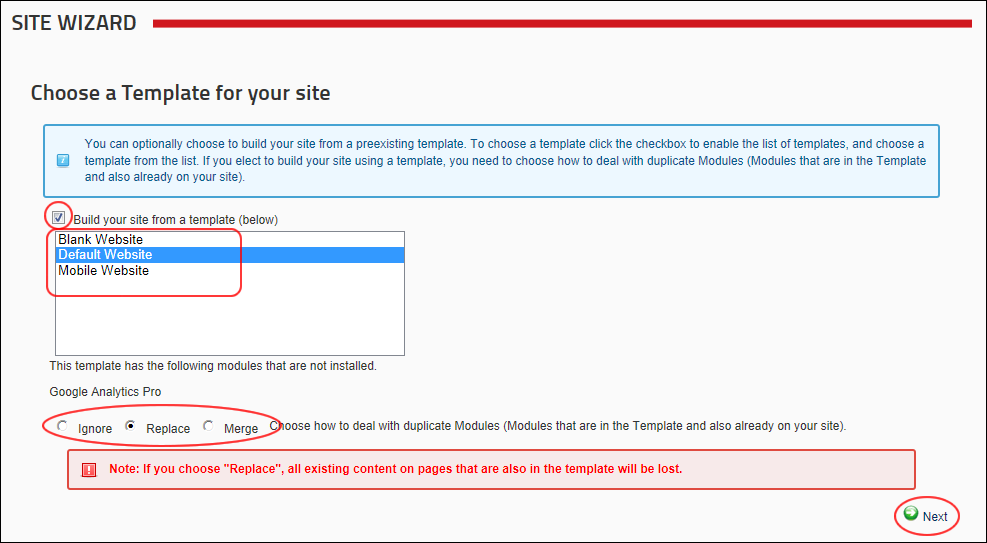 SITE WIZARD
Choose a Template for your site
You can optionally choose to build your site from a preexisting template. To choose a template click the checkbox to enable the list of templates, and choose a
template from the list. If you elect to build your site using a template, you need to choose how to deal with duplicate Modules (Modules that are in the Template
and also already on your site).
Build your site from a template (below)
Blank Website
Default Website
Mobile Website
This template has the following modules that are not installed.
Google Analytics Pro
Ignore Replace Merge Choose how to deal with duplicate Modules (Modules that are in the Template and also already on your site).
Note: If you choose "Replace", all existing content on pages that are also in the template will be lost.
Next